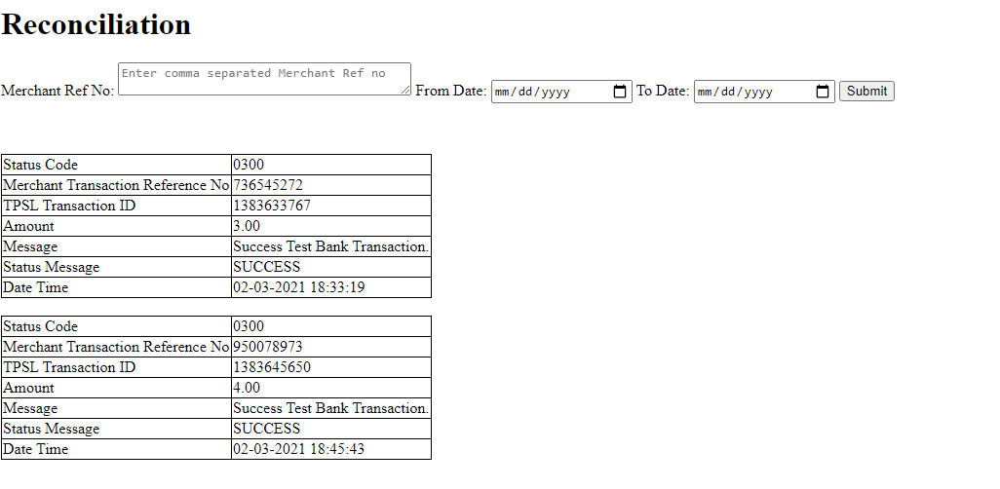 Reconciliation
Merchant Ref No: Enter comma separated Merchant Ref no From Date: mm/dd/yyyy To Date: mm/dd/yyyy Submit
Status Code 0300
Merchant Transaction Reference No 736545272
TPSL Transaction ID 1383633767
Amount 3.00
Message Success Test Bank Transaction.
Status Message SUCCESS
Date Time 02-03-2021 18:33:19
Status Code 0300
Merchant Transaction Reference No 950078973
TPSL Transaction ID 1383645650
Amount 4.00
Message Success Test Bank Transaction.
Status Message SUCCESS
Date Time 02-03-2021 18:45:43